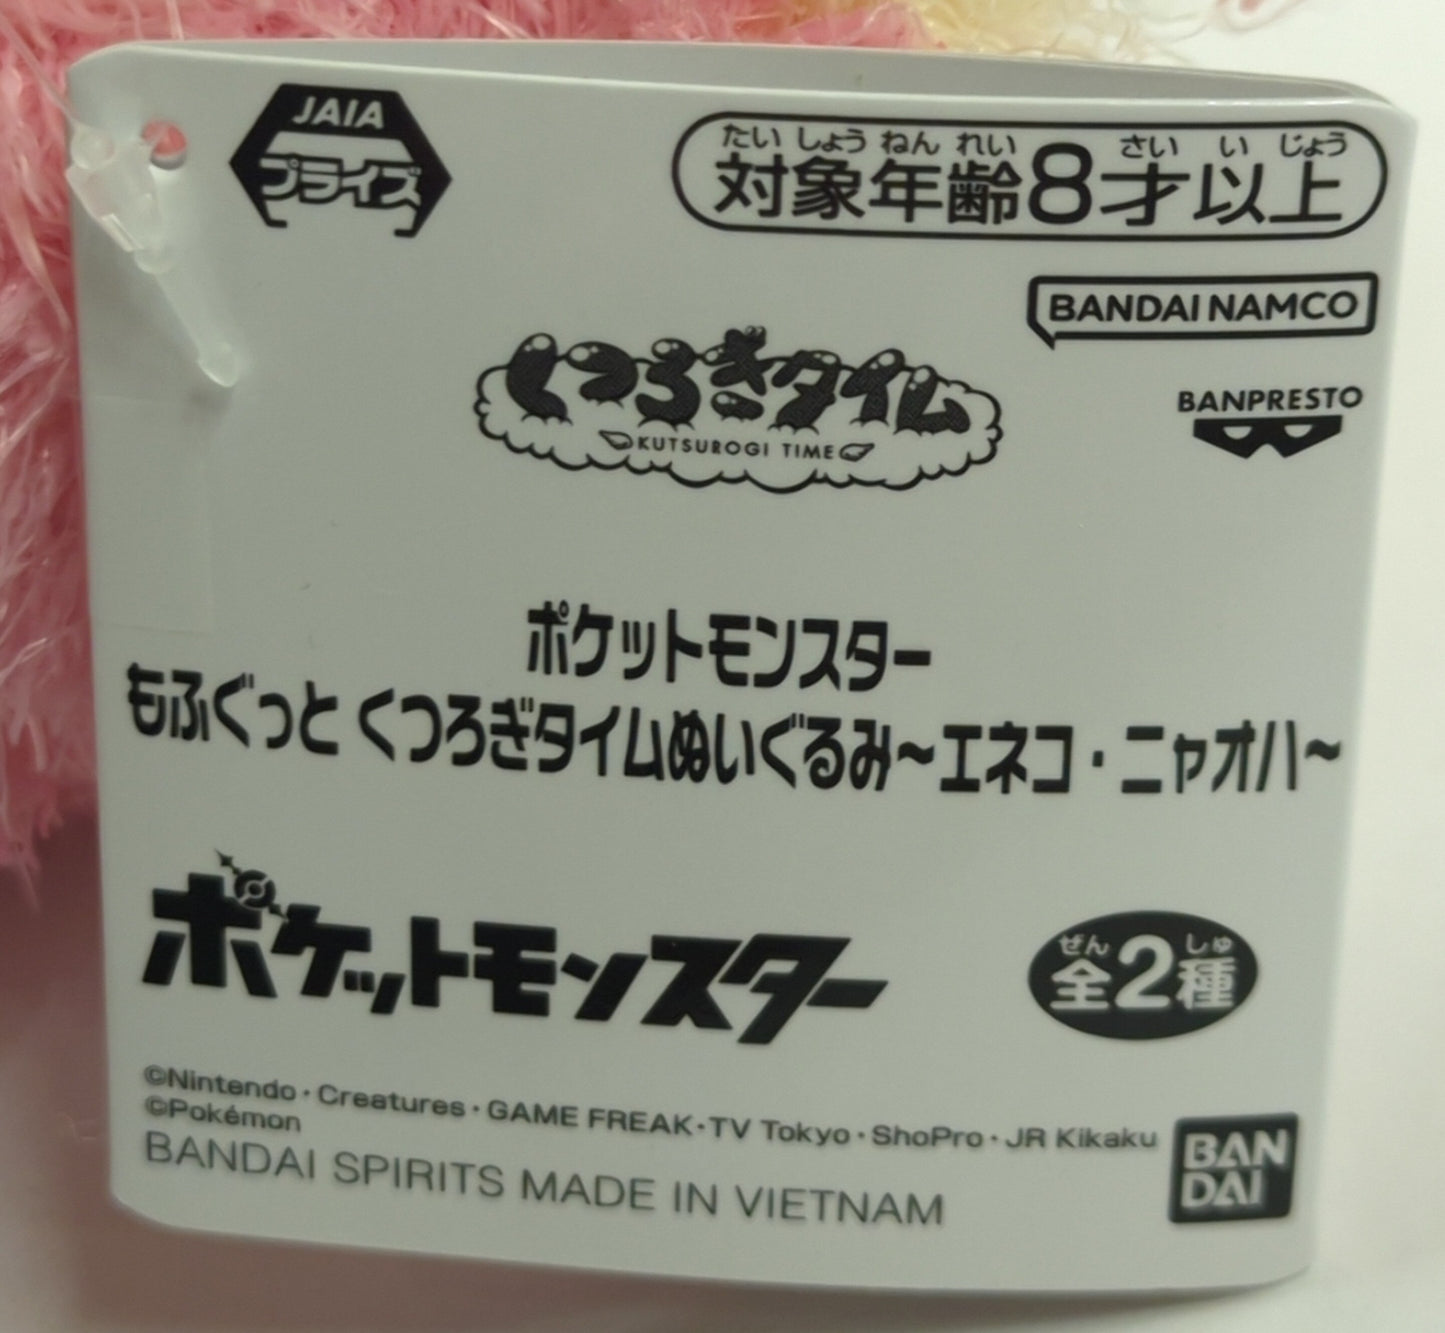 JAIA
プライズ
たいしょうねんれい さい い じょう
対象年齢8才以上
BANDAI NAMCO
BANPRESTO
くつろぎタイム
KUTSUROGI TIME
ポケットモンスター
もふぐっと くつろぎタイムぬいぐるみ〜エネコ・ニャオハ〜
ポケットモンスター
ぜん しゅ
全2種
©Nintendo・Creatures・GAME FREAK・TV Tokyo・ShoPro・JR Kikaku
©Pokémon
BANDAI SPIRITS MADE IN VIETNAM
BAN
DAI